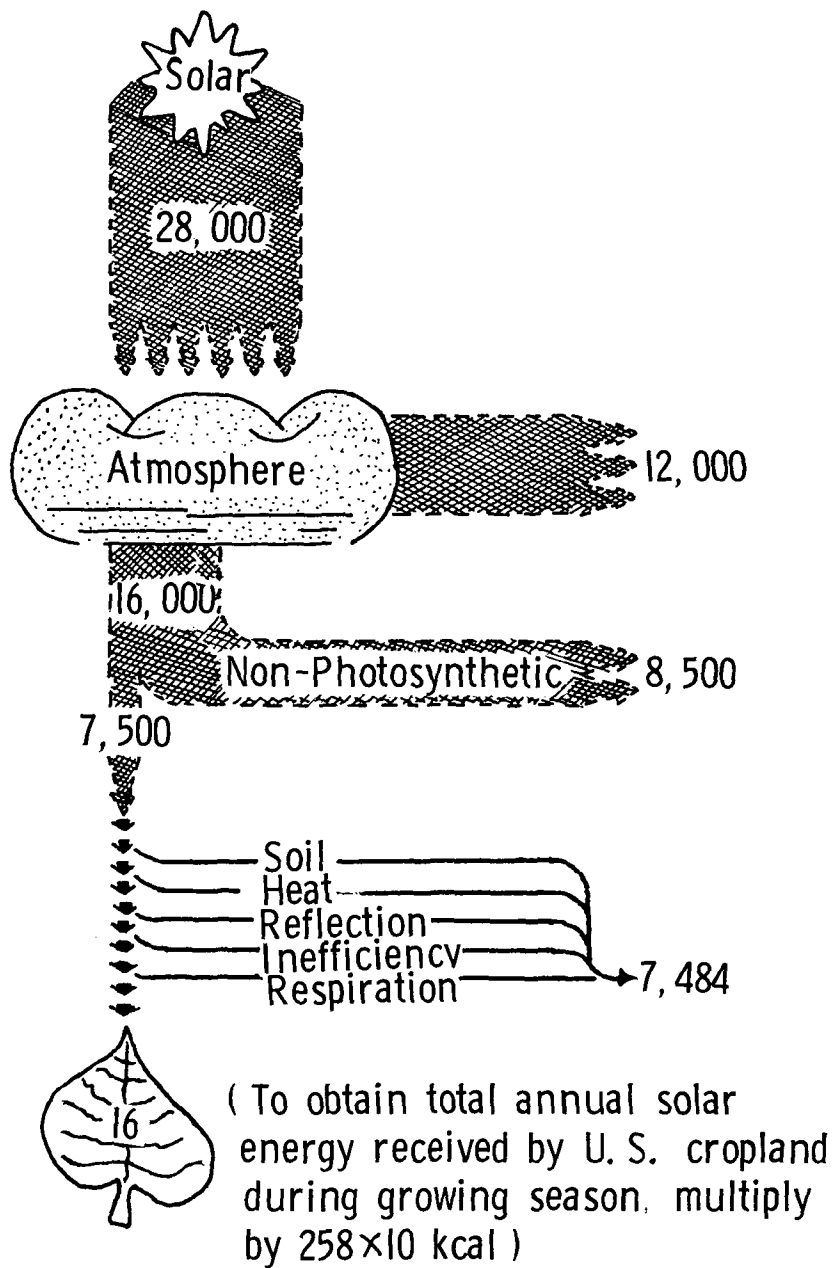 Solar
28,000
Atmosphere
12,000
16,000
Non-Photosynthetic
8,500
7,500
Soil
Heat
Reflection
Inefficiency
Respiration
7,484
16
(To obtain total annual solar
energy received by U.S. cropland
during growing season, multiply
by 258×10 kcal)